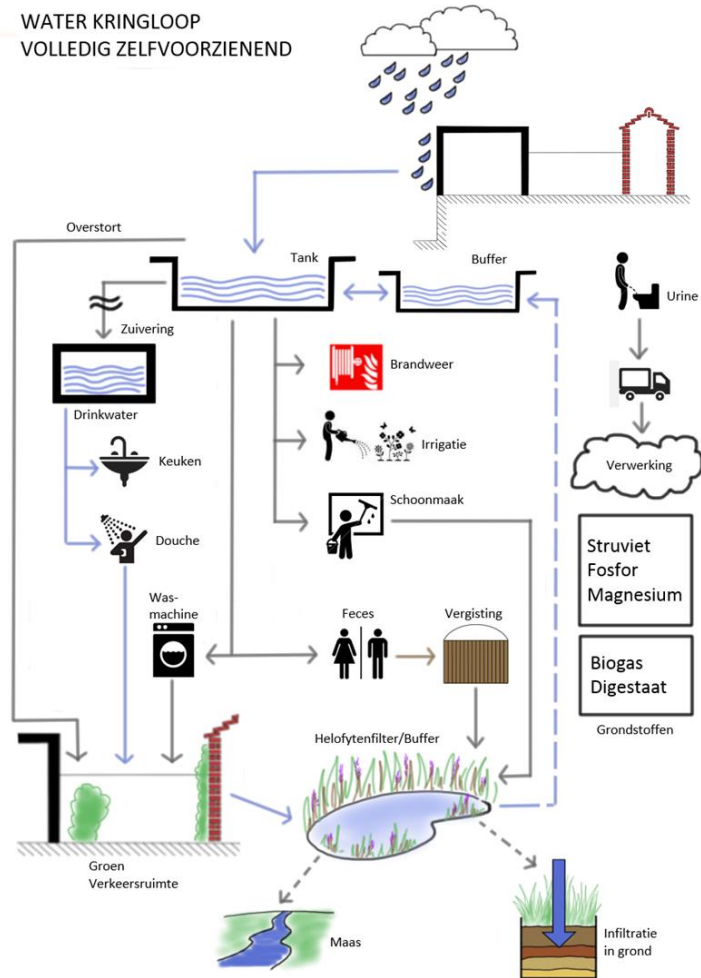 WATER KRINGLOOP
VOLLEDIG ZELFVOORZIENEND
Overstort
Tank
Buffer
Urine
Zuivering
Brandweer
Drinkwater
Keuken
Irrigatie
Verwerking
Schoonmaak
Douche
Struviet
Fosfor
Magnesium
Was-
machine
Feces
Vergisting
Biogas
Digestaat
Grondstoffen
Helofytenfilter/Buffer
Groen
Verkeersruimte
Maas
Infiltratie
in grond